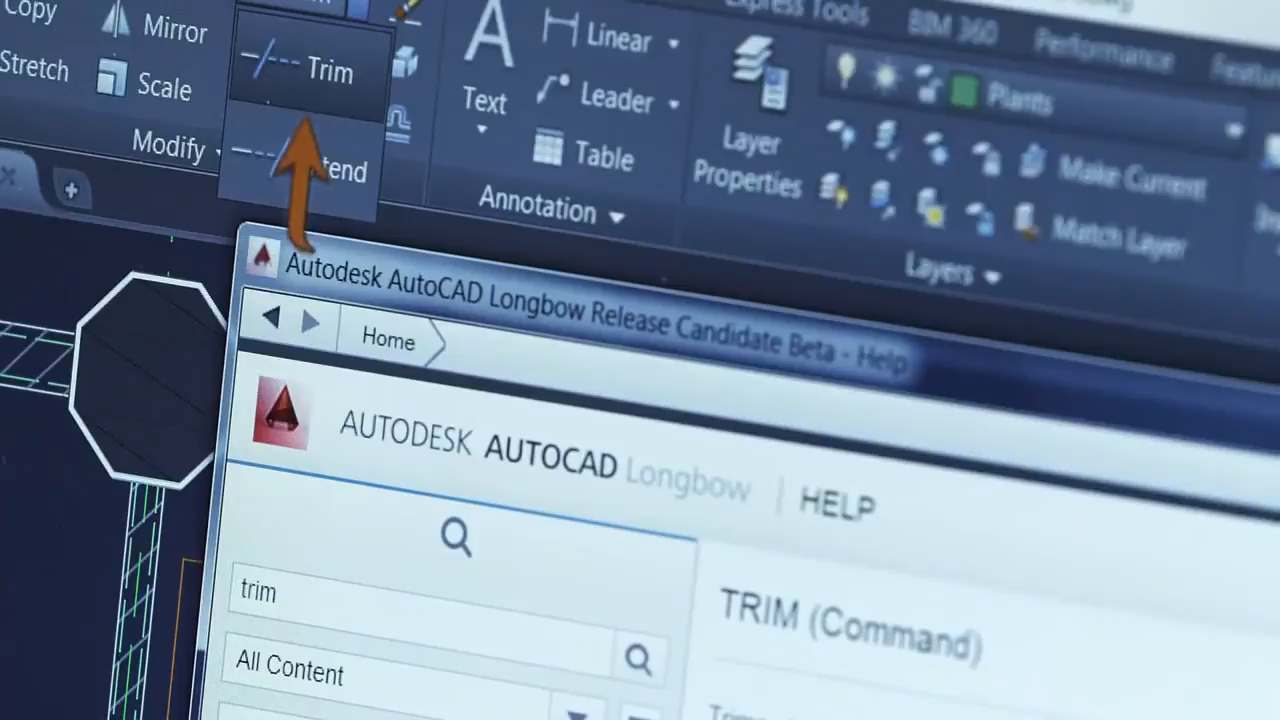 Copy
Mirror
Trim
Linear
Express Tools
BIM 360
Performance
Stretch
Scale
Text
Leader
Plants
Modify
Table
Layer
Properties
Make Current
Annotation
Match Layer
Layers
Autodesk AutoCAD Longbow Release Candidate Beta - Help
Home
AUTODESK AUTOCAD Longbow HELP
trim
TRIM (Command)
All Content